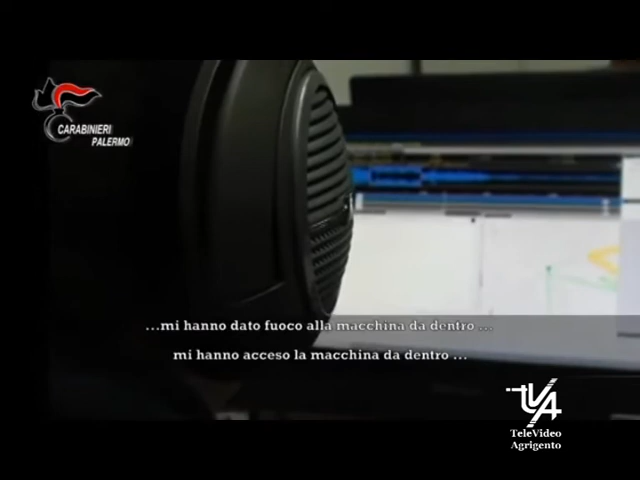 CARABINIERI
PALERMO
...mi hanno dato fuoco alla macchina da dentro ...
mi hanno acceso la macchina da dentro ...
tvA
TeleVideo
Agrigento